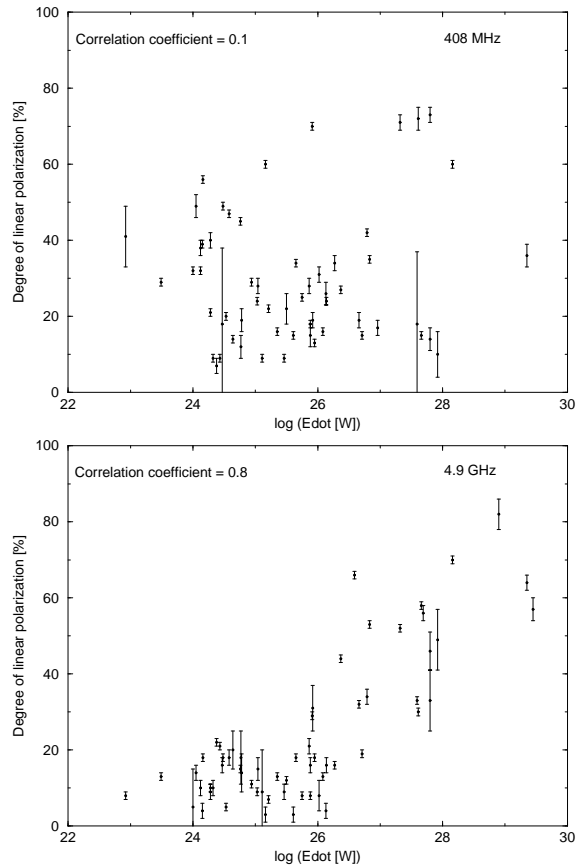 100
Correlation coefficient = 0.1 408 MHz
80
60
40
20
0
Degree of linear polarization [%]
22 24 26 28 30
log (Edot [W])
100
Correlation coefficient = 0.8 4.9 GHz
80
60
40
20
0
Degree of linear polarization [%]
22 24 26 28 30
log (Edot [W])